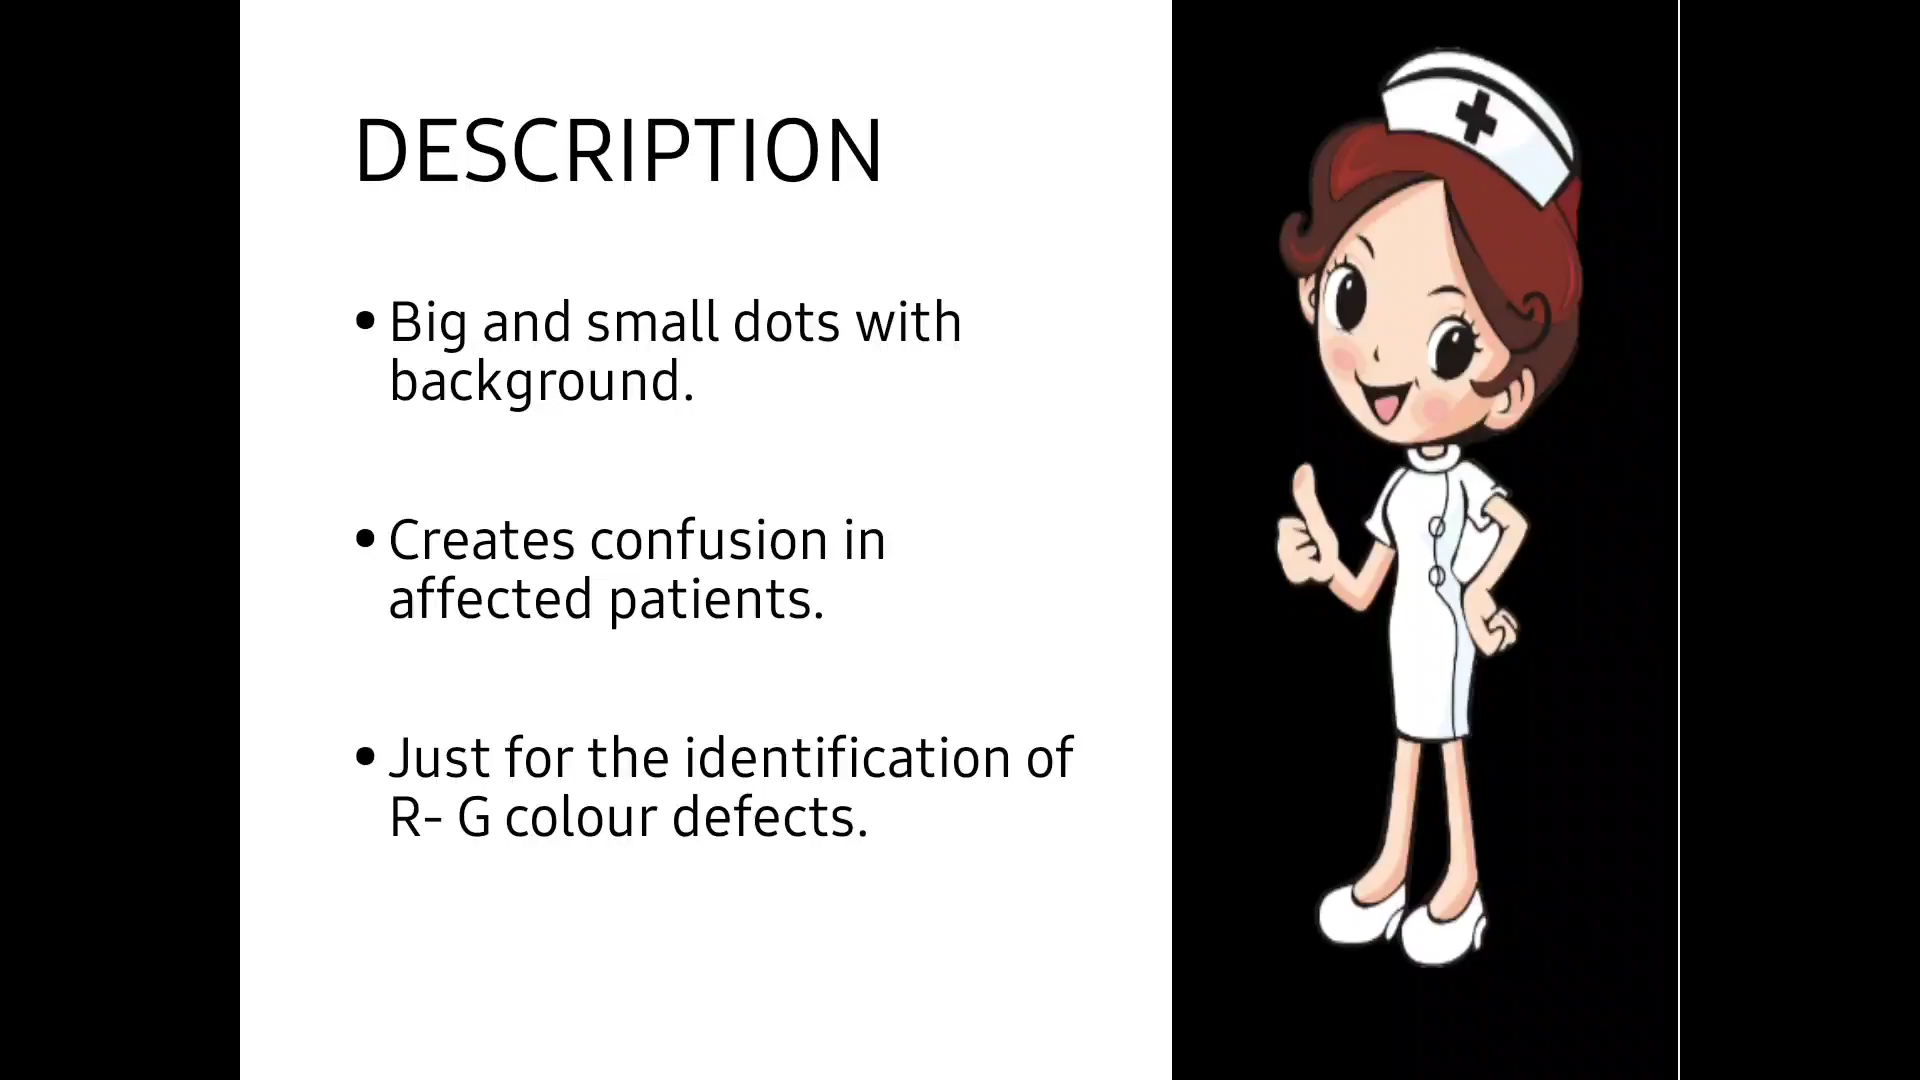 DESCRIPTION
• Big and small dots with
background.
• Creates confusion in
affected patients.
• Just for the identification of
R- G colour defects.